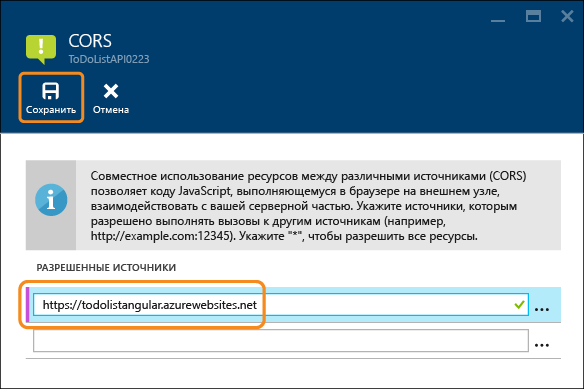 CORS
ToDoListAPI0223
Сохранить
Отмена
Совместное использование ресурсов между различными источниками (CORS)
позволяет коду JavaScript, выполняющемуся в браузере на внешнем узле,
взаимодействовать с вашей серверной частью. Укажите источники, которым
разрешено выполнять вызовы к другим источникам (например,
http://example.com:12345). Укажите "*", чтобы разрешить все ресурсы.
РАЗРЕШЕННЫЕ ИСТОЧНИКИ
https://todolistangular.azurewebsites.net